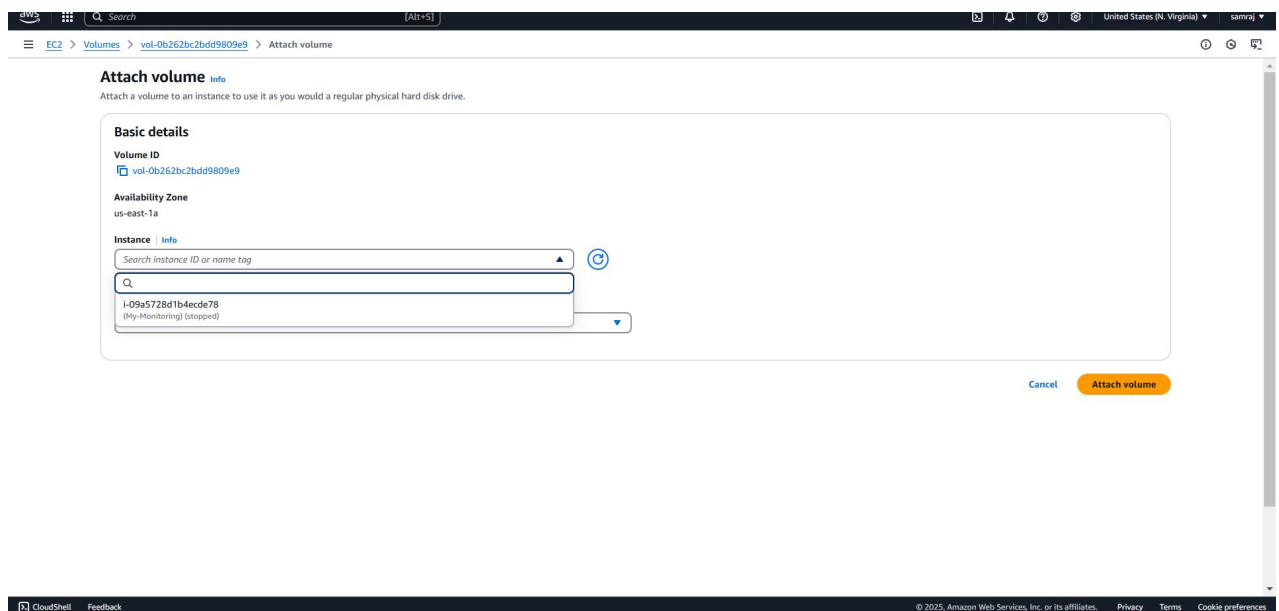 aws Search [Alt+S] United States (N. Virginia) samraj
EC2 > Volumes > vol-0b262bc2bdd9809e9 > Attach volume
Attach volume Info
Attach a volume to an instance to use it as you would a regular physical hard disk drive.
Basic details
Volume ID
vol-0b262bc2bdd9809e9
Availability Zone
us-east-1a
Instance | Info
Search instance ID or name tag
i-09a5728d1b4ecde78
(My-Monitoring) (stopped)
Cancel Attach volume
CloudShell Feedback © 2025, Amazon Web Services, Inc. or its affiliates. Privacy Terms Cookie preferences